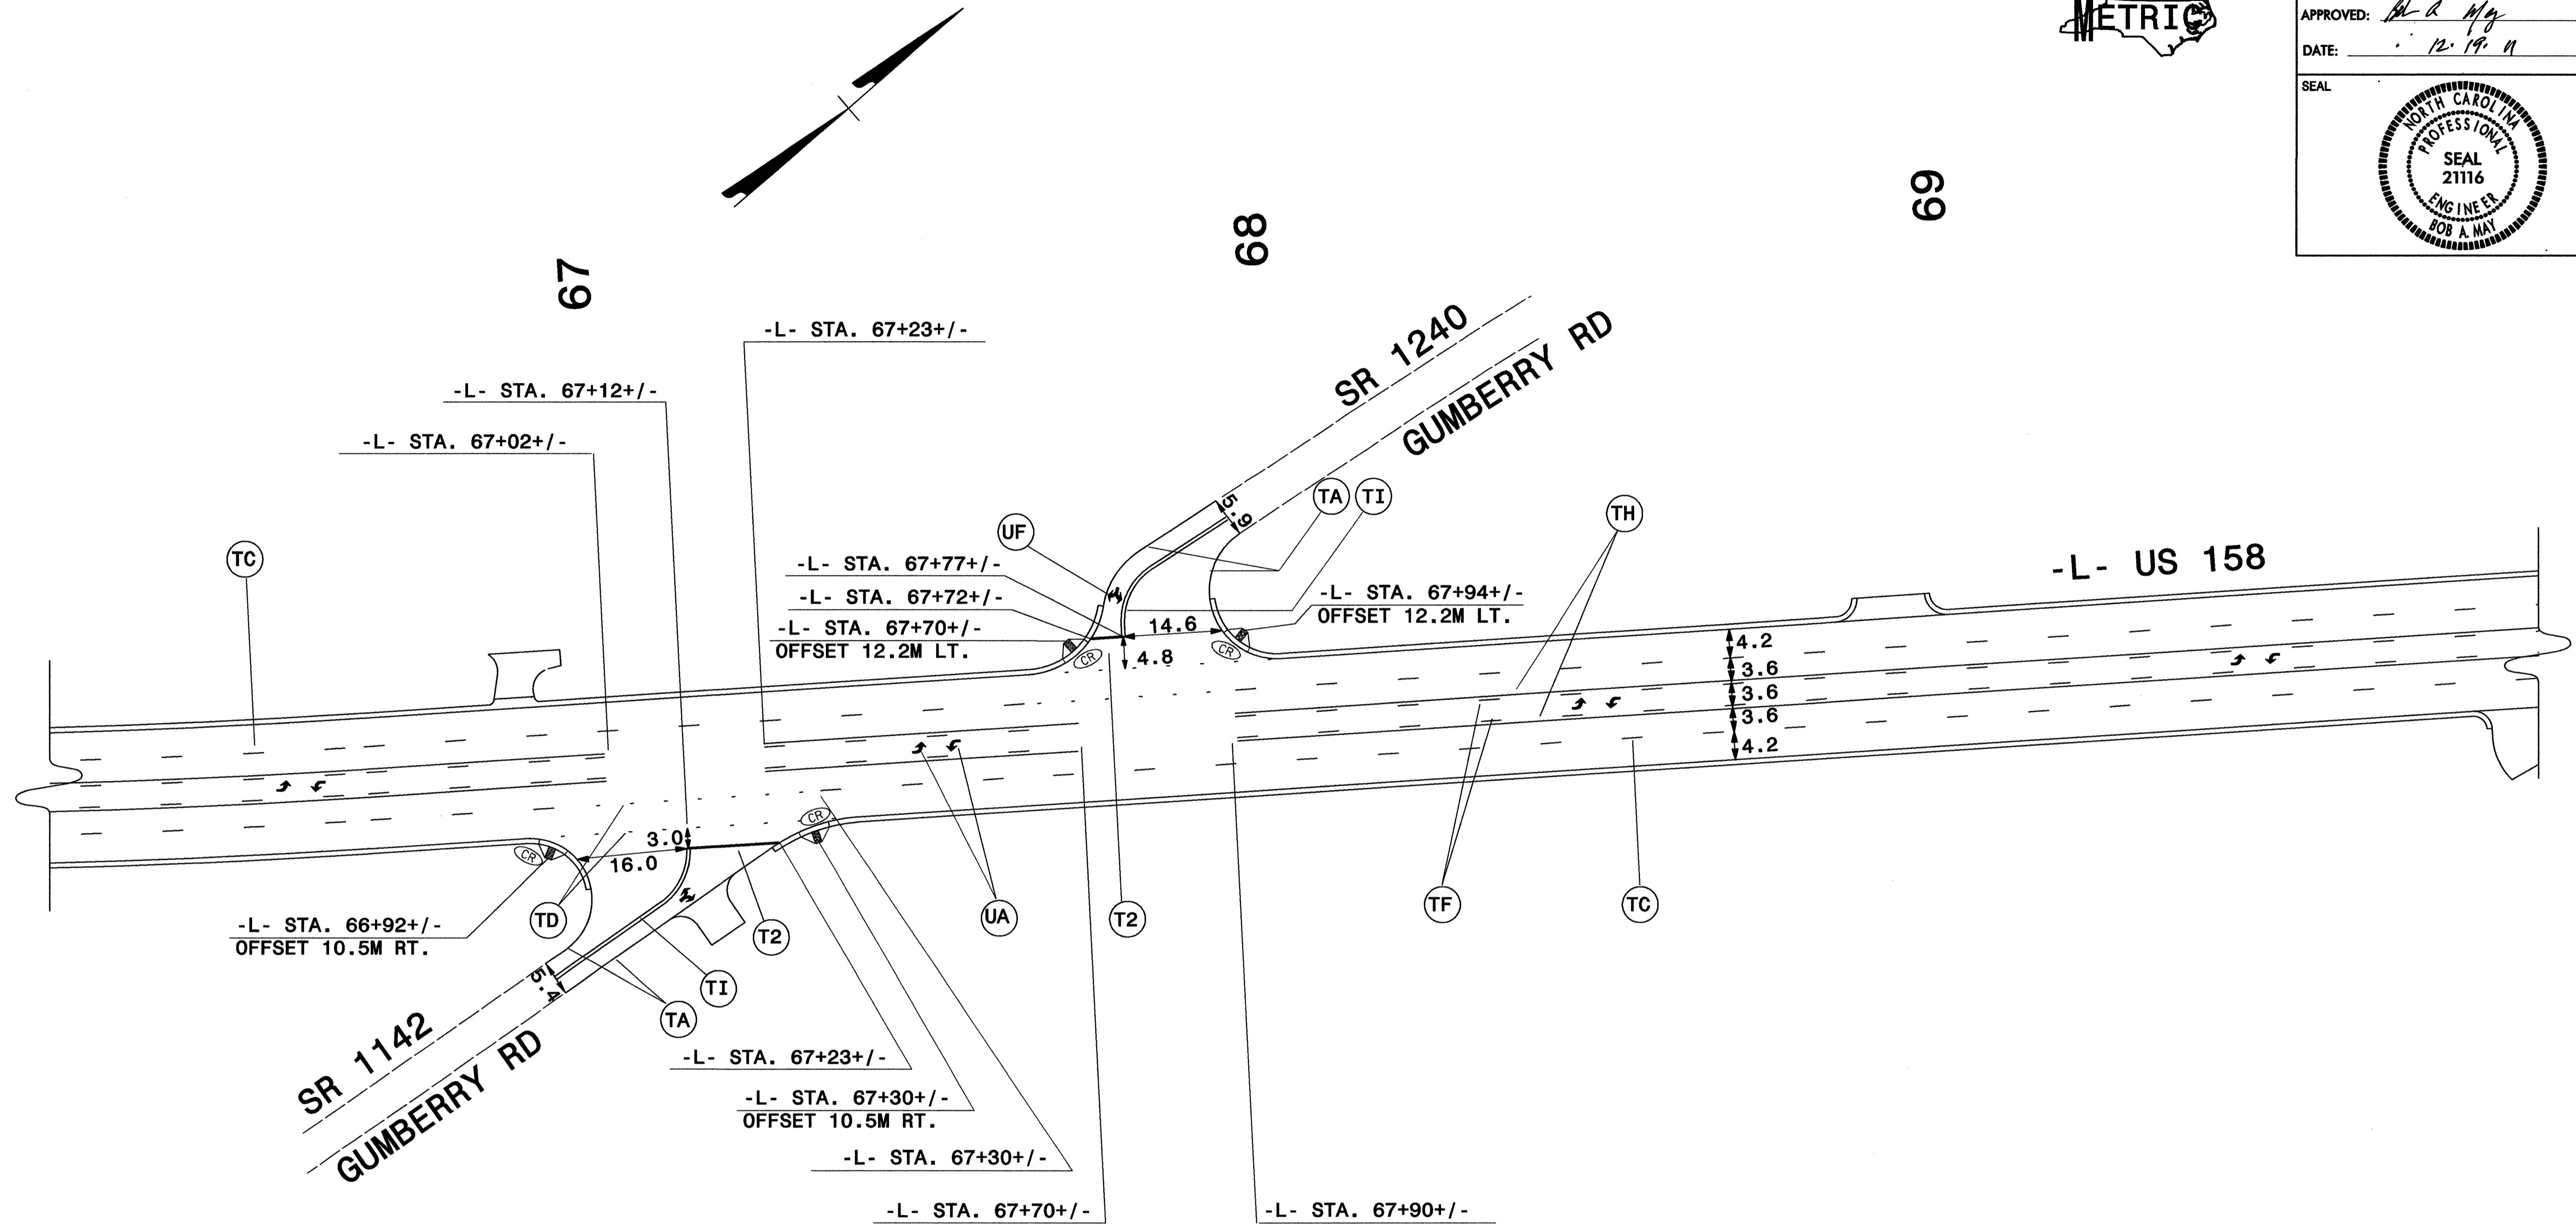 METRIC
APPROVED:
DATE: 12. 19. 11
SEAL
NORTH CAROLINA
PROFESSIONAL
SEAL
21116
ENGINEER
BOB A. MAY
67
68
69
-L- STA. 67+23+/-
-L- STA. 67+12+/-
-L- STA. 67+02+/-
SR 1240
GUMBERRY RD
TA
TI
UF
TH
TC
-L- STA. 67+77+/-
-L- STA. 67+72+/-
-L- STA. 67+70+/-
OFFSET 12.2M LT.
-L- STA. 67+94+/-
OFFSET 12.2M LT.
-L- US 158
5.9
14.6
4.8
CR
CR
4.2
3.6
3.6
3.6
4.2
CR
CR
3.0
16.0
-L- STA. 66+92+/-
OFFSET 10.5M RT.
TD
T2
UA
T2
TF
TC
5.4
TI
TA
SR 1142
GUMBERRY RD
-L- STA. 67+23+/-
-L- STA. 67+30+/-
OFFSET 10.5M RT.
-L- STA. 67+30+/-
-L- STA. 67+70+/-
-L- STA. 67+90+/-